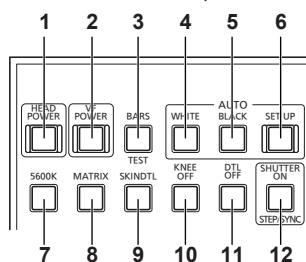 1 2 3 4 5 6
AUTO
HEAD POWER
VF POWER
BARS
WHITE
BLACK
SET UP
TEST
5600K
MATRIX
SKINDTL
KNEE OFF
DTL OFF
SHUTTER ON
STEP/SYNC
7 8 9 10 11 12